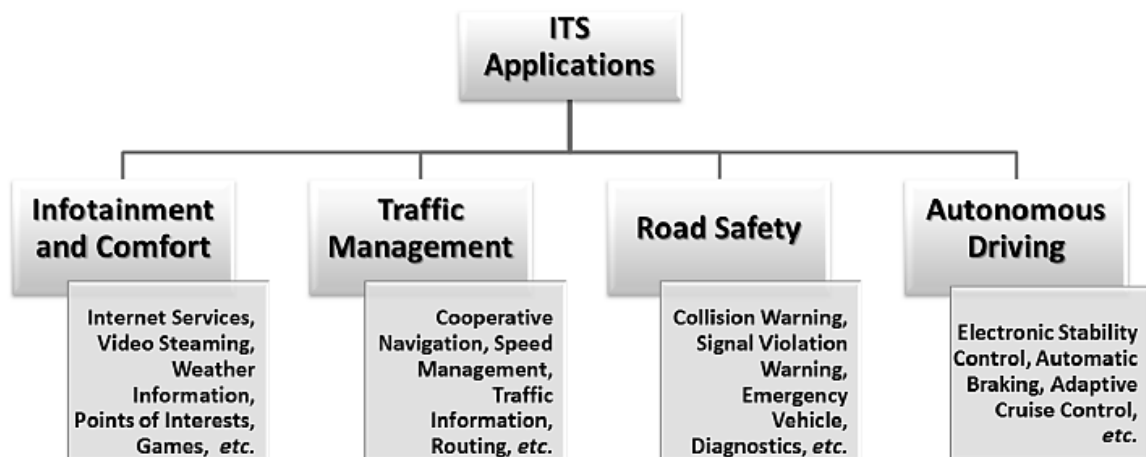 ITS
Applications
Infotainment
and Comfort
Internet Services,
Video Steaming,
Weather
Information,
Points of Interests,
Games, etc.
Traffic
Management
Cooperative
Navigation, Speed
Management,
Traffic
Information,
Routing, etc.
Road Safety
Collision Warning,
Signal Violation
Warning,
Emergency
Vehicle,
Diagnostics, etc.
Autonomous
Driving
Electronic Stability
Control, Automatic
Braking, Adaptive
Cruise Control,
etc.